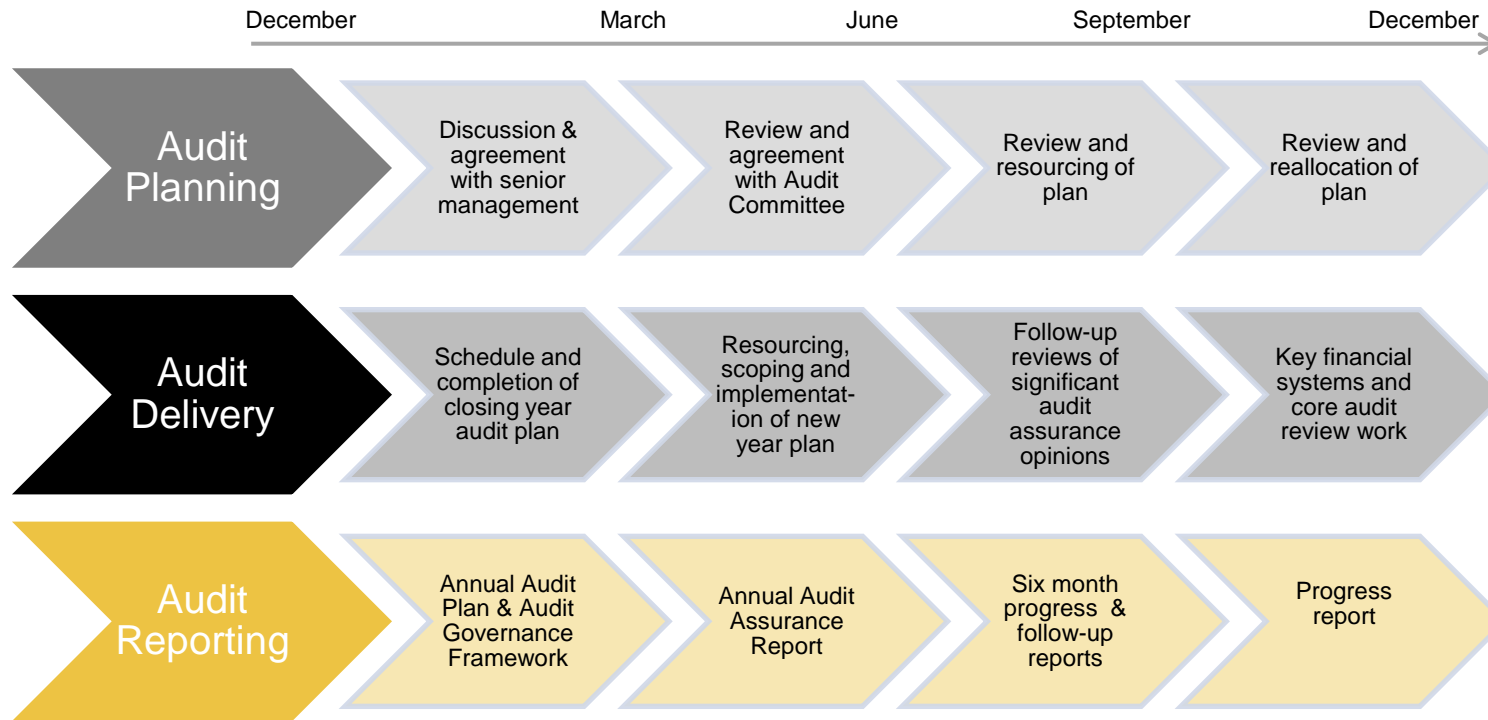 December March June September December
Audit
Planning
Discussion &
agreement
with senior
management
Review and
agreement
with Audit
Committee
Review and
resourcing of
plan
Review and
reallocation of
plan
Audit
Delivery
Schedule and
completion of
closing year
audit plan
Resourcing,
scoping and
implementat-
ion of new
year plan
Follow-up
reviews of
significant
audit
assurance
opinions
Key financial
systems and
core audit
review work
Audit
Reporting
Annual Audit
Plan & Audit
Governance
Framework
Annual Audit
Assurance
Report
Six month
progress &
follow-up
reports
Progress
report